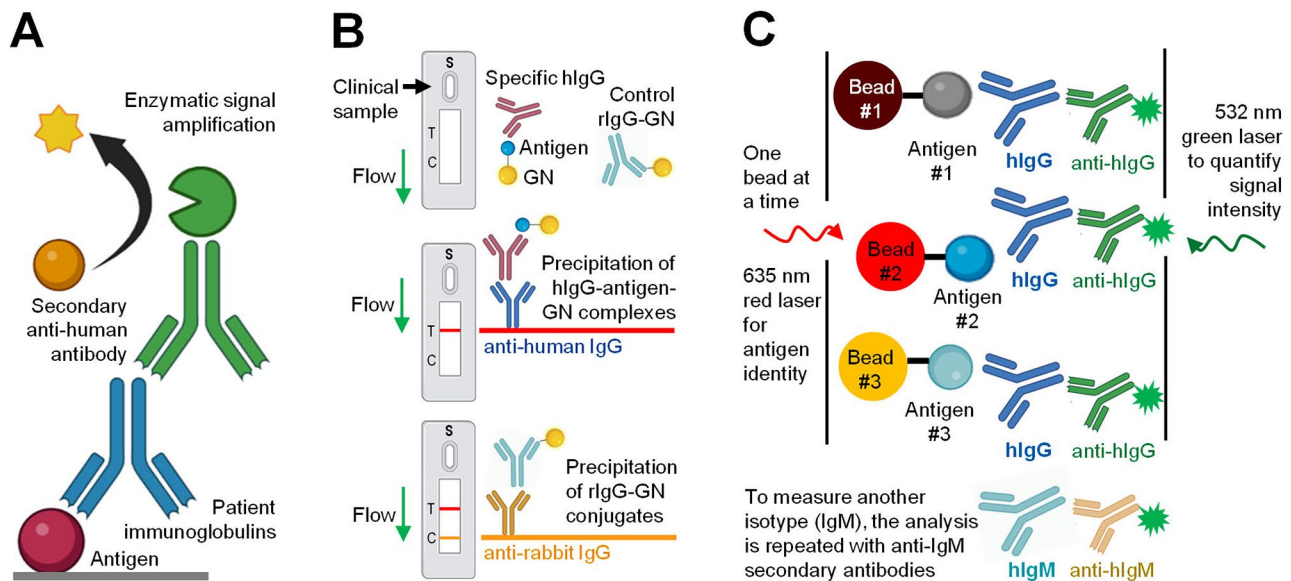 A
Enzymatic signal
amplification
Secondary
anti-human
antibody
Patient
immunoglobulins
Antigen
B
S
Clinical
sample
T
C
Flow
Specific hIgG
Antigen
GN
Control
rIgG-GN
S
Flow
T
C
Precipitation of
hIgG-antigen-
GN complexes
anti-human IgG
S
Flow
T
C
Precipitation
of rIgG-GN
conjugates
anti-rabbit IgG
C
One
bead at
a time
635 nm
red laser
for
antigen
identity
Bead
#1
Antigen
#1
hIgG
anti-hIgG
Bead
#2
Antigen
#2
hIgG
anti-hIgG
Bead
#3
Antigen
#3
hIgG
anti-hIgG
532 nm
green laser
to quantify
signal
intensity
To measure another
isotype (IgM), the analysis
is repeated with anti-IgM
secondary antibodies
hIgM
anti-hIgM